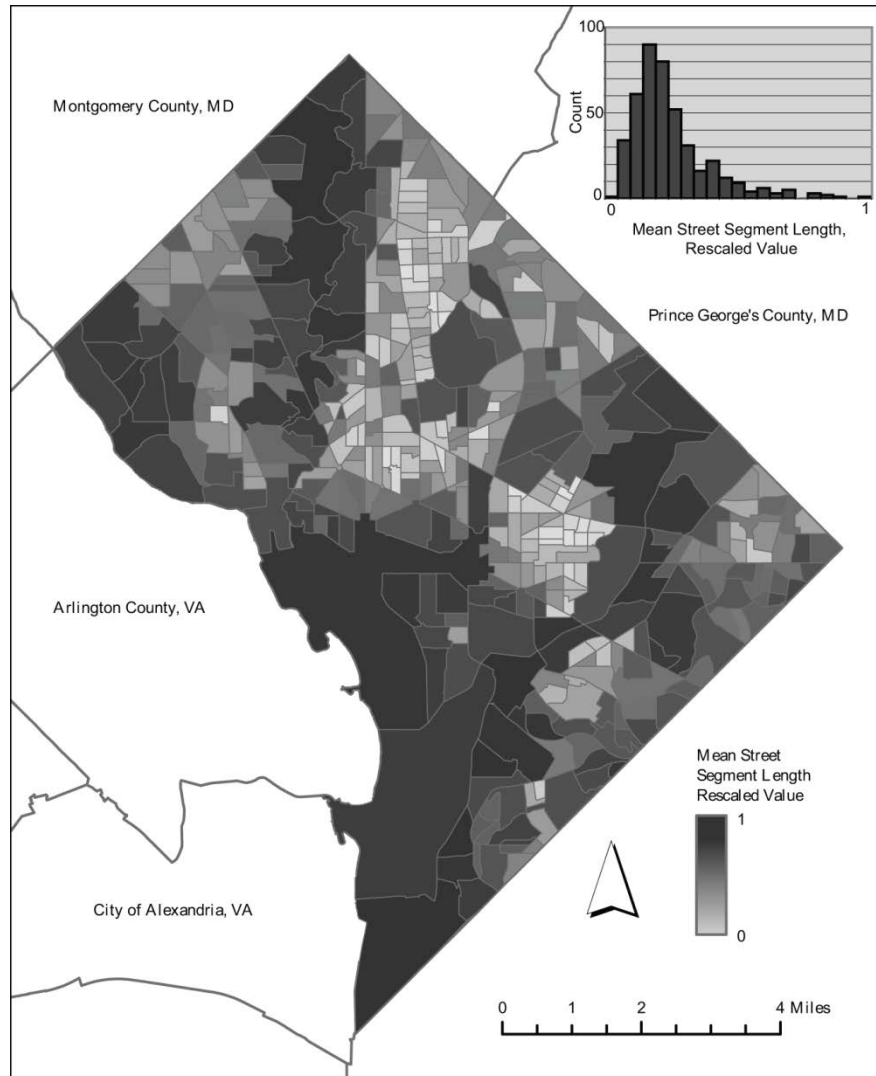 100
50
0
Count
0
1
Mean Street Segment Length,
Rescaled Value
Montgomery County, MD
Prince George's County, MD
Arlington County, VA
Mean Street
Segment Length
Rescaled Value
1
0
City of Alexandria, VA
0 1 2 4 Miles